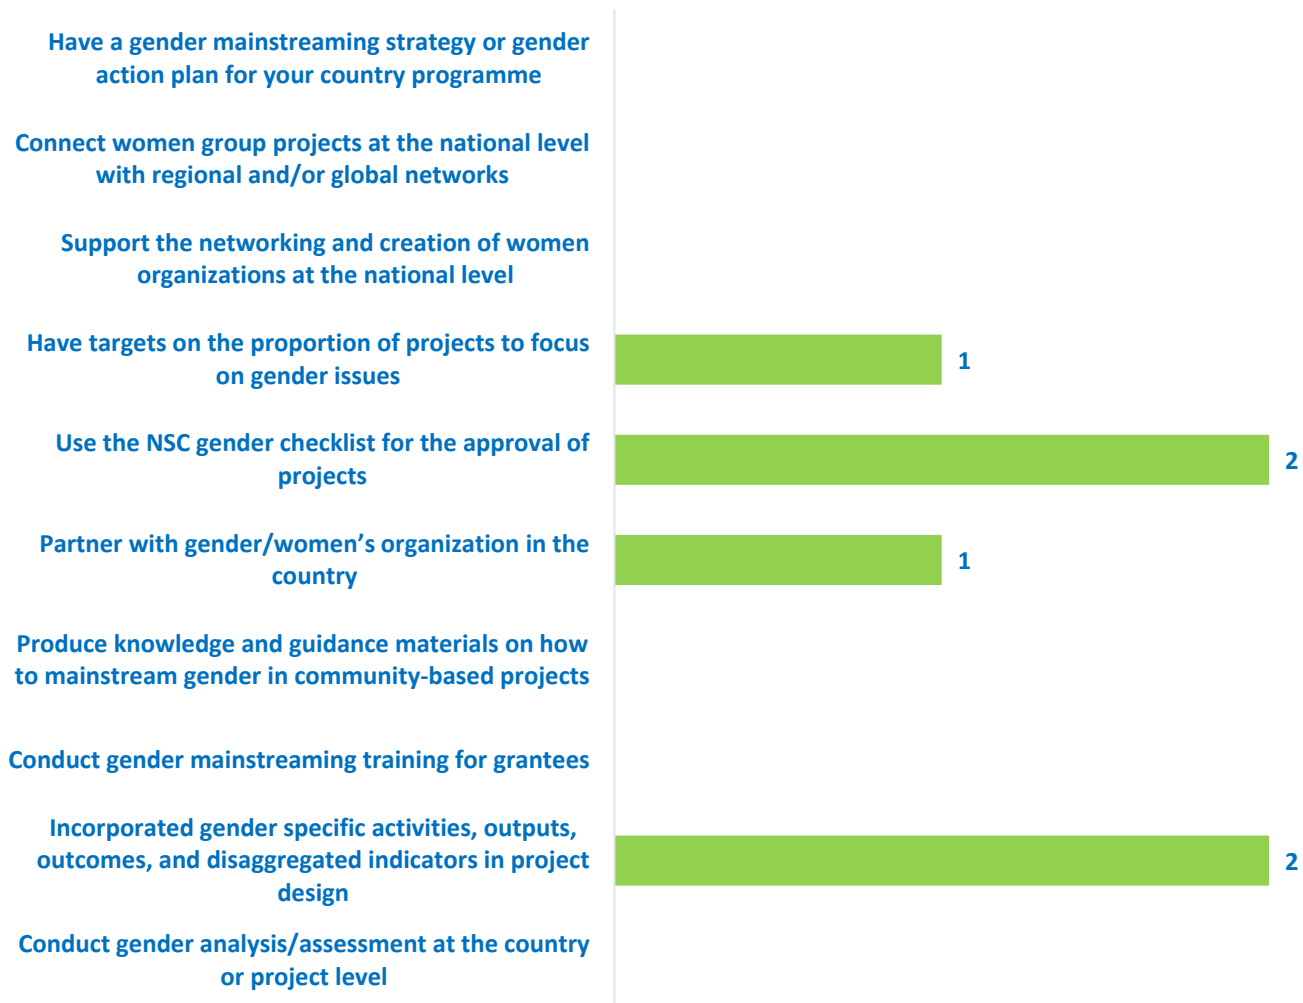 Have a gender mainstreaming strategy or gender
action plan for your country programme
Connect women group projects at the national level
with regional and/or global networks
Support the networking and creation of women
organizations at the national level
Have targets on the proportion of projects to focus
on gender issues
1
Use the NSC gender checklist for the approval of
projects
2
Partner with gender/women’s organization in the
country
1
Produce knowledge and guidance materials on how
to mainstream gender in community-based projects
Conduct gender mainstreaming training for grantees
Incorporated gender specific activities, outputs,
outcomes, and disaggregated indicators in project
design
2
Conduct gender analysis/assessment at the country
or project level